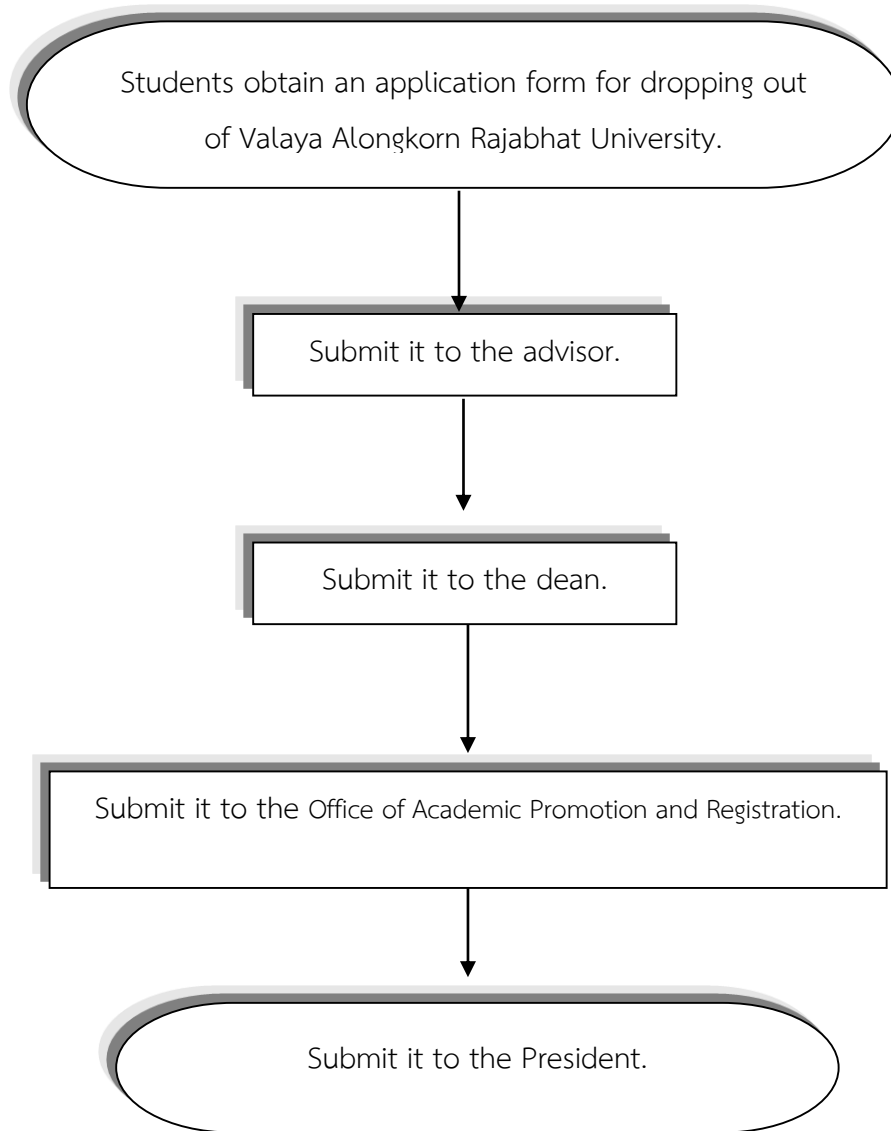 Students obtain an application form for dropping out
of Valaya Alongkorn Rajabhat University.
Submit it to the advisor.
Submit it to the dean.
Submit it to the Office of Academic Promotion and Registration.
Submit it to the President.